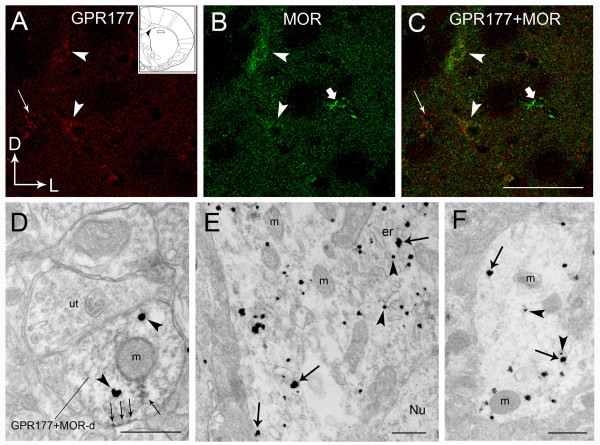 A GPR177
B MOR
C GPR177+MOR
D
L
D
ut
m
GPR177+MOR-d
E
m
er
m
Nu
F
m
m